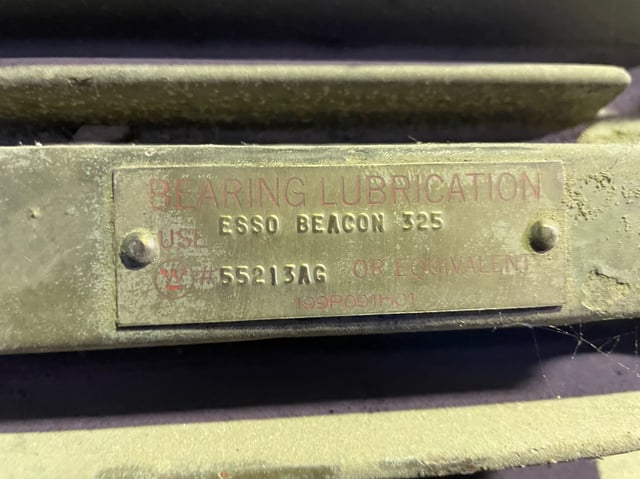 BEARING LUBRICATION
USE ESSO BEACON 325
W #55213AG OR EQUIVALENT
199P091H01